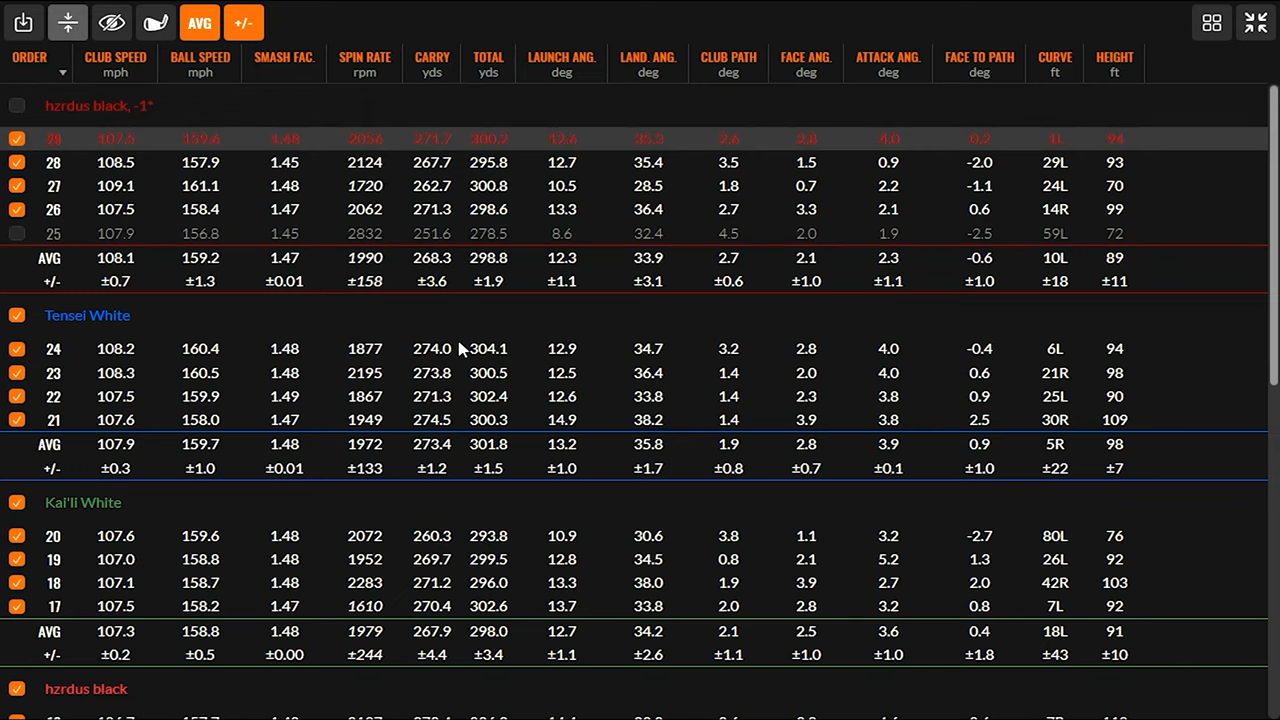 AVG +/-
ORDER CLUB SPEED BALL SPEED SMASH FAC. SPIN RATE CARRY TOTAL LAUNCH ANG. LAND. ANG. CLUB PATH FACE ANG. ATTACK ANG. FACE TO PATH CURVE HEIGHT
mph mph rpm yds yds deg deg deg deg deg deg ft ft
hzrdus black, -1*
29 107.5 159.6 1.48 2056 271.7 300.2 12.6 35.3 2.6 2.8 4.0 0.2 1L 94
28 108.5 157.9 1.45 2124 267.7 295.8 12.7 35.4 3.5 1.5 0.9 -2.0 29L 93
27 109.1 161.1 1.48 1720 262.7 300.8 10.5 28.5 1.8 0.7 2.2 -1.1 24L 70
26 107.5 158.4 1.47 2062 271.3 298.6 13.3 36.4 2.7 3.3 2.1 0.6 14R 99
25 107.9 156.8 1.45 2832 251.6 278.5 8.6 32.4 4.5 2.0 1.9 -2.5 59L 72
AVG 108.1 159.2 1.47 1990 268.3 298.8 12.3 33.9 2.7 2.1 2.3 -0.6 10L 89
+/- ±0.7 ±1.3 ±0.01 ±158 ±3.6 ±1.9 ±1.1 ±3.1 ±0.6 ±1.0 ±1.1 ±1.0 ±18 ±11
Tensei White
24 108.2 160.4 1.48 1877 274.0 304.1 12.9 34.7 3.2 2.8 4.0 -0.4 6L 94
23 108.3 160.5 1.48 2195 273.8 300.5 12.5 36.4 1.4 2.0 4.0 0.6 21R 98
22 107.5 159.9 1.49 1867 271.3 302.4 12.6 33.8 1.4 2.3 3.8 0.9 25L 90
21 107.6 158.0 1.47 1949 274.5 300.3 14.9 38.2 1.4 3.9 3.8 2.5 30R 109
AVG 107.9 159.7 1.48 1972 273.4 301.8 13.2 35.8 1.9 2.8 3.9 0.9 5R 98
+/- ±0.3 ±1.0 ±0.01 ±133 ±1.2 ±1.5 ±1.0 ±1.7 ±0.8 ±0.7 ±0.1 ±1.0 ±22 ±7
Kai'li White
20 107.6 159.6 1.48 2072 260.3 293.8 10.9 30.6 3.8 1.1 3.2 -2.7 80L 76
19 107.0 158.8 1.48 1952 269.7 299.5 12.8 34.5 0.8 2.1 5.2 1.3 26L 92
18 107.1 158.7 1.48 2283 271.2 296.0 13.3 38.0 1.9 3.9 2.7 2.0 42R 103
17 107.5 158.2 1.47 1610 270.4 302.6 13.7 33.8 2.0 2.8 3.2 0.8 7L 92
AVG 107.3 158.8 1.48 1979 267.9 298.0 12.7 34.2 2.1 2.5 3.6 0.4 18L 91
+/- ±0.2 ±0.5 ±0.00 ±244 ±4.4 ±3.4 ±1.1 ±2.6 ±1.1 ±1.0 ±1.0 ±1.8 ±43 ±10
hzrdus black